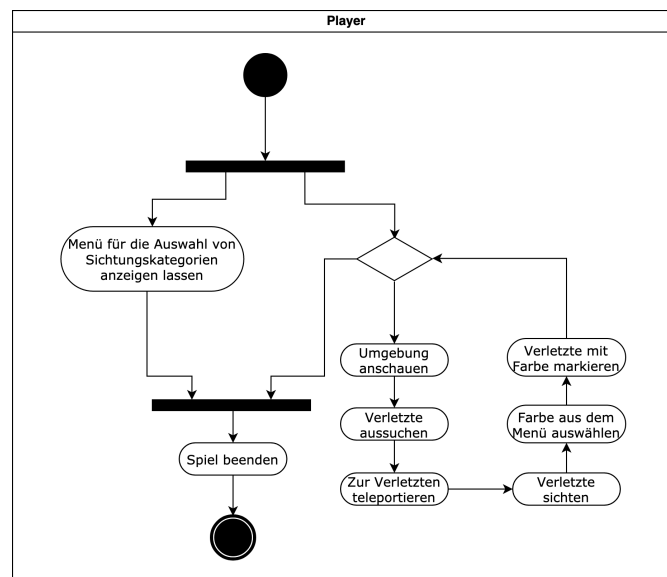 Player
Menü für die Auswahl von
Sichtungskategorien
anzeigen lassen
Umgebung
anschauen
Verletzte
aussuchen
Zur Verletzten
teleportieren
Verletzte
sichten
Farbe aus dem
Menü auswählen
Verletzte mit
Farbe markieren
Spiel beenden